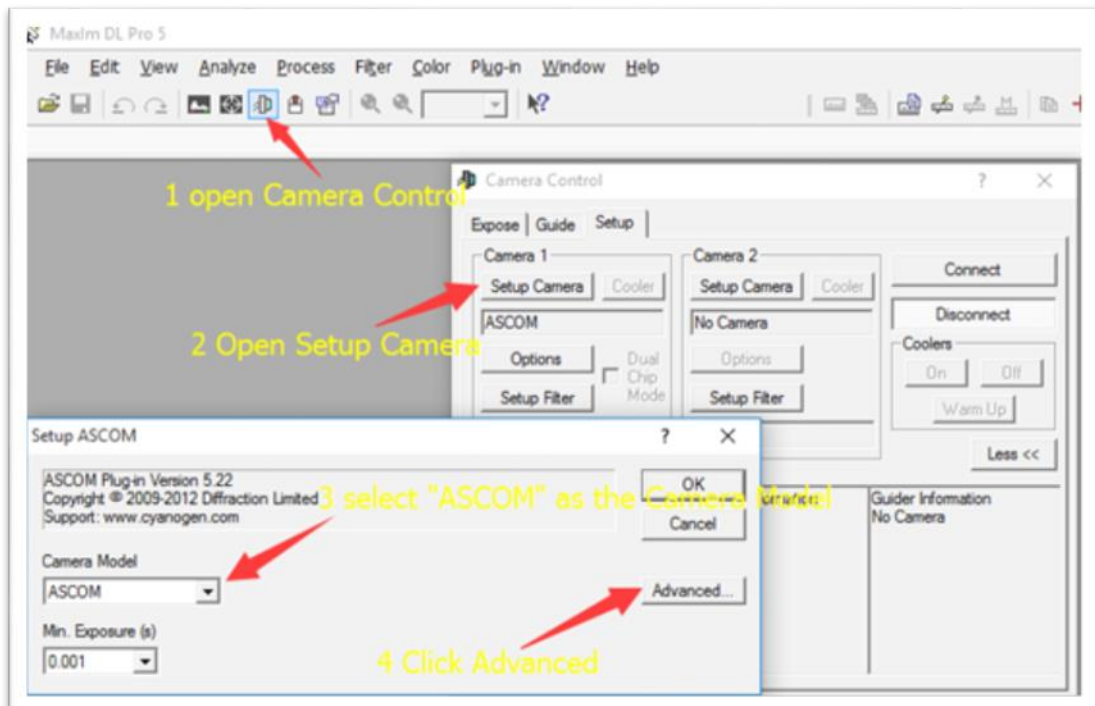 Maxim DL Pro 5
File Edit View Analyze Process Filter Color Plug-in Window Help
1 open Camera Control
Camera Control
Expose Guide Setup
Camera 1
Setup Camera Cooler
ASCOM
Options
Dual Chip Mode
Setup Filter
Camera 2
Setup Camera Cooler
No Camera
Options
Setup Filter
Connect
Disconnect
Coolers
On Off
Warm Up
Less <<
2 Open Setup Camera
Setup ASCOM
ASCOM Plug-in Version 5.22
Copyright © 2009-2012 Diffraction Limited
Support: www.cyanogen.com
3 select "ASCOM" as the Camera Model
OK
Cancel
Guider Information
No Camera
Camera Model
ASCOM
Advanced...
Min. Exposure (s)
0.001
4 Click Advanced